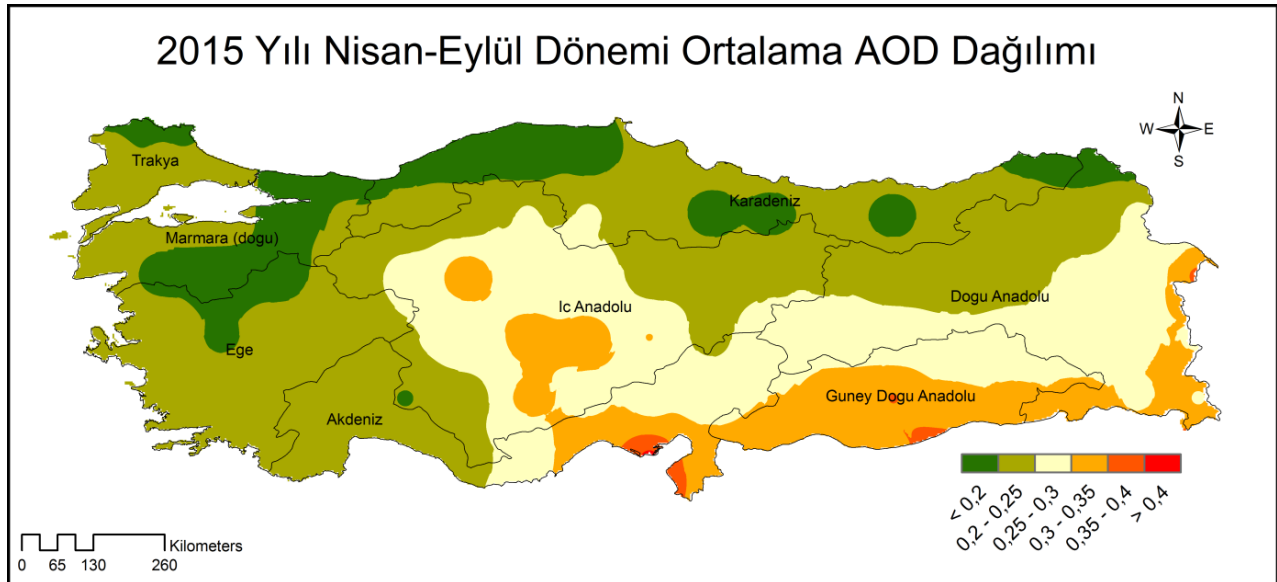 2015 Yılı Nisan-Eylül Dönemi Ortalama AOD Dağılımı
N
W E
S
Trakya
Karadeniz
Marmara (dogu)
Dogu Anadolu
Ic Anadolu
Ege
Guney Dogu Anadolu
Akdeniz
< 0,2
0,2 - 0,25
0,25 - 0,3
0,3 - 0,35
0,35 - 0,4
> 0,4
Kilometers
0 65 130 260